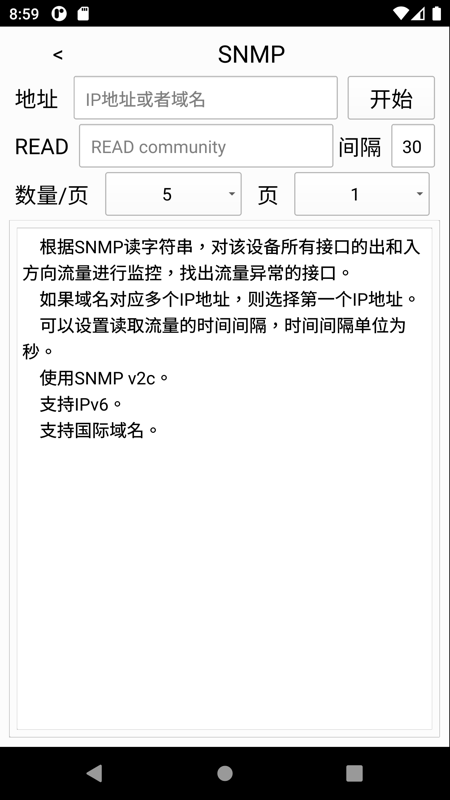 8:59
< SNMP
地址 IP地址或者域名 开始
READ READ community 间隔 30
数量/页 5 页 1
根据SNMP读字符串，对该设备所有接口的出和入
方向流量进行监控，找出流量异常的接口。
如果域名对应多个IP地址，则选择第一个IP地址。
可以设置读取流量的时间间隔，时间间隔单位为
秒。
使用SNMP v2c。
支持IPv6。
支持国际域名。